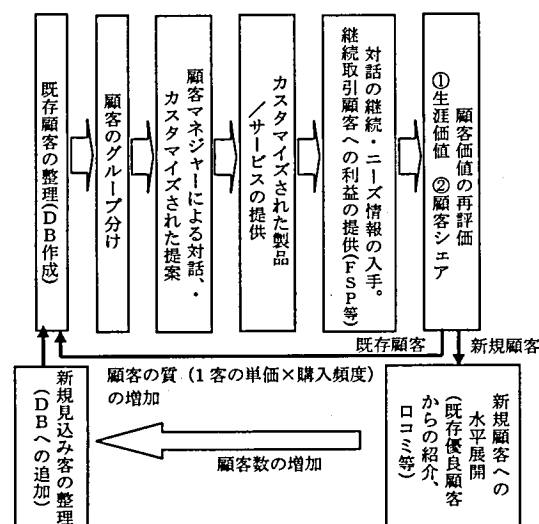 既存顧客の整理(DB作成)
顧客のグループ分け
顧客マネジャーによる対話、・
カスタマイズされた提案
カスタマイズされた製品
／サービスの提供
対話の継続・ニーズ情報の入手。
継続取引顧客への利益の提供(FSP等)
顧客価値の再評価
①生涯価値 ②顧客シェア
既存顧客
新規顧客
顧客の質（1客の単価×購入頻度）
の増加
顧客数の増加
新規顧客への
水平展開
(既存優良顧客
からの紹介、
口コミ等)
新規見込み客の整理
(DBへの追加)